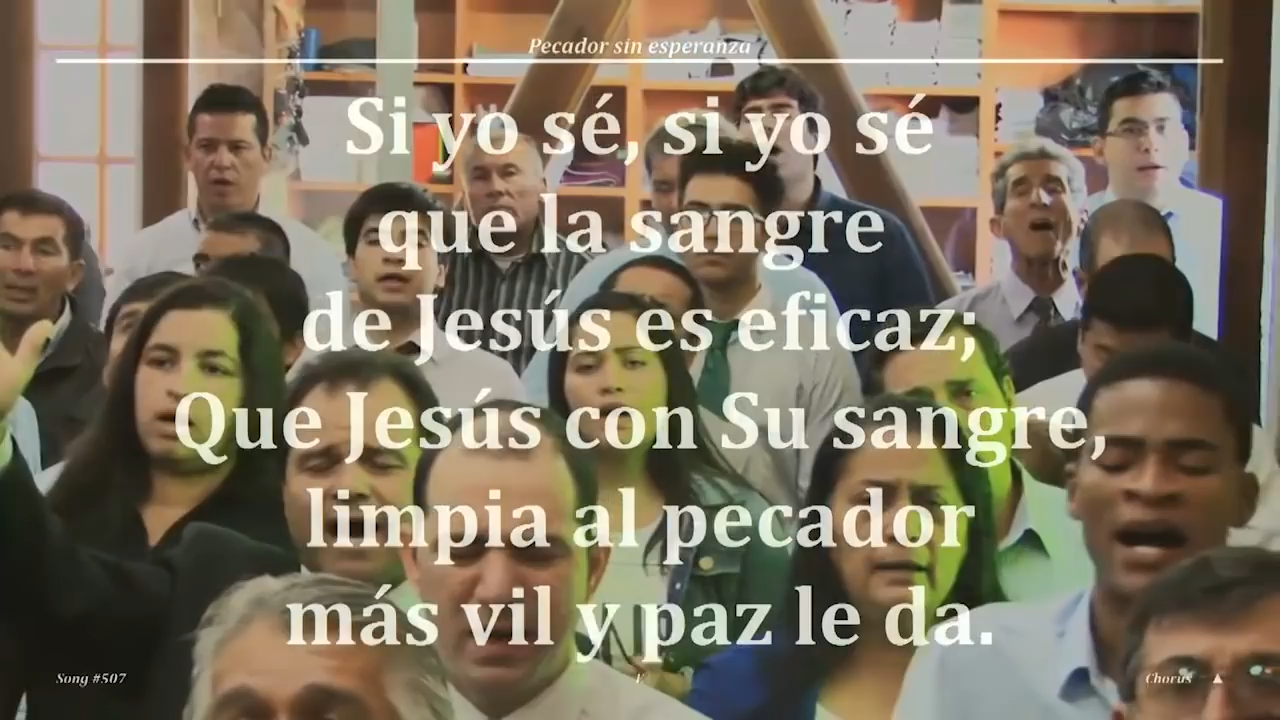 Pecador sin esperanza
Si yo sé, si yo sé
que la sangre
de Jesús es eficaz;
Que Jesús con Su sangre,
limpia al pecador
más vil y paz le da.
Song #507
Chorus ▲